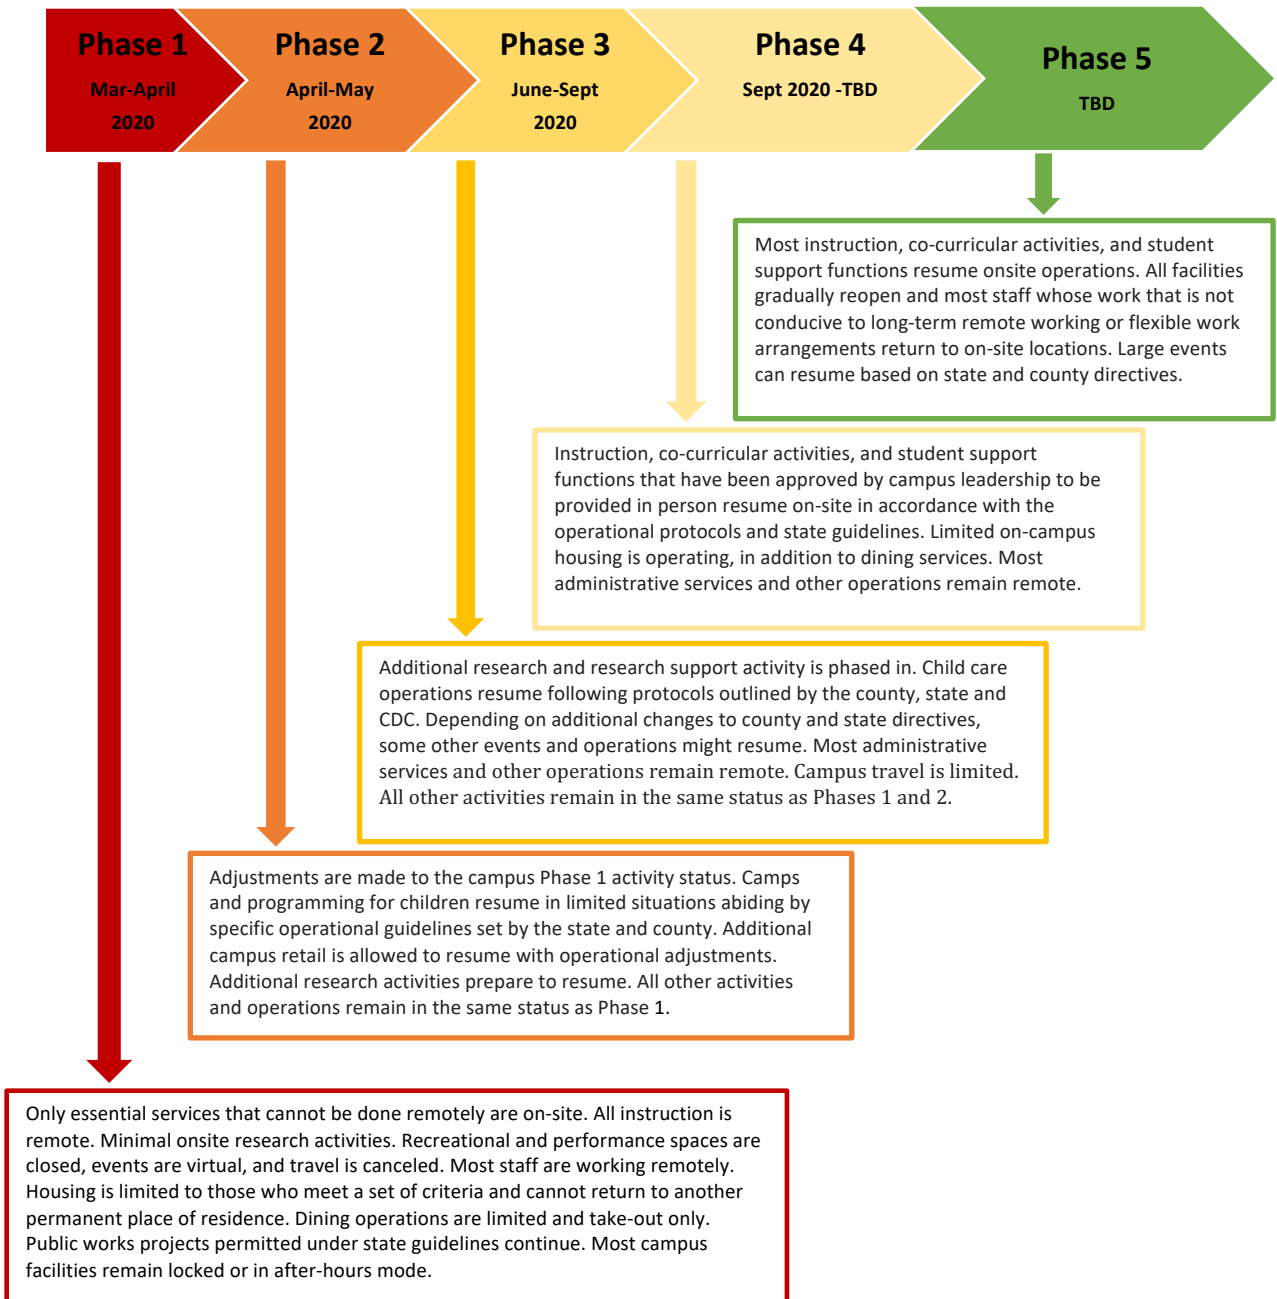 Phase 1
Mar-April
2020
Phase 2
April-May
2020
Phase 3
June-Sept
2020
Phase 4
Sept 2020 -TBD
Phase 5
TBD
Most instruction, co-curricular activities, and student
support functions resume onsite operations. All facilities
gradually reopen and most staff whose work that is not
conducive to long-term remote working or flexible work
arrangements return to on-site locations. Large events
can resume based on state and county directives.
Instruction, co-curricular activities, and student support
functions that have been approved by campus leadership to be
provided in person resume on-site in accordance with the
operational protocols and state guidelines. Limited on-campus
housing is operating, in addition to dining services. Most
administrative services and other operations remain remote.
Additional research and research support activity is phased in. Child care
operations resume following protocols outlined by the county, state and
CDC. Depending on additional changes to county and state directives,
some other events and operations might resume. Most administrative
services and other operations remain remote. Campus travel is limited.
All other activities remain in the same status as Phases 1 and 2.
Adjustments are made to the campus Phase 1 activity status. Camps
and programming for children resume in limited situations abiding by
specific operational guidelines set by the state and county. Additional
campus retail is allowed to resume with operational adjustments.
Additional research activities prepare to resume. All other activities
and operations remain in the same status as Phase 1.
Only essential services that cannot be done remotely are on-site. All instruction is
remote. Minimal onsite research activities. Recreational and performance spaces are
closed, events are virtual, and travel is canceled. Most staff are working remotely.
Housing is limited to those who meet a set of criteria and cannot return to another
permanent place of residence. Dining operations are limited and take-out only.
Public works projects permitted under state guidelines continue. Most campus
facilities remain locked or in after-hours mode.